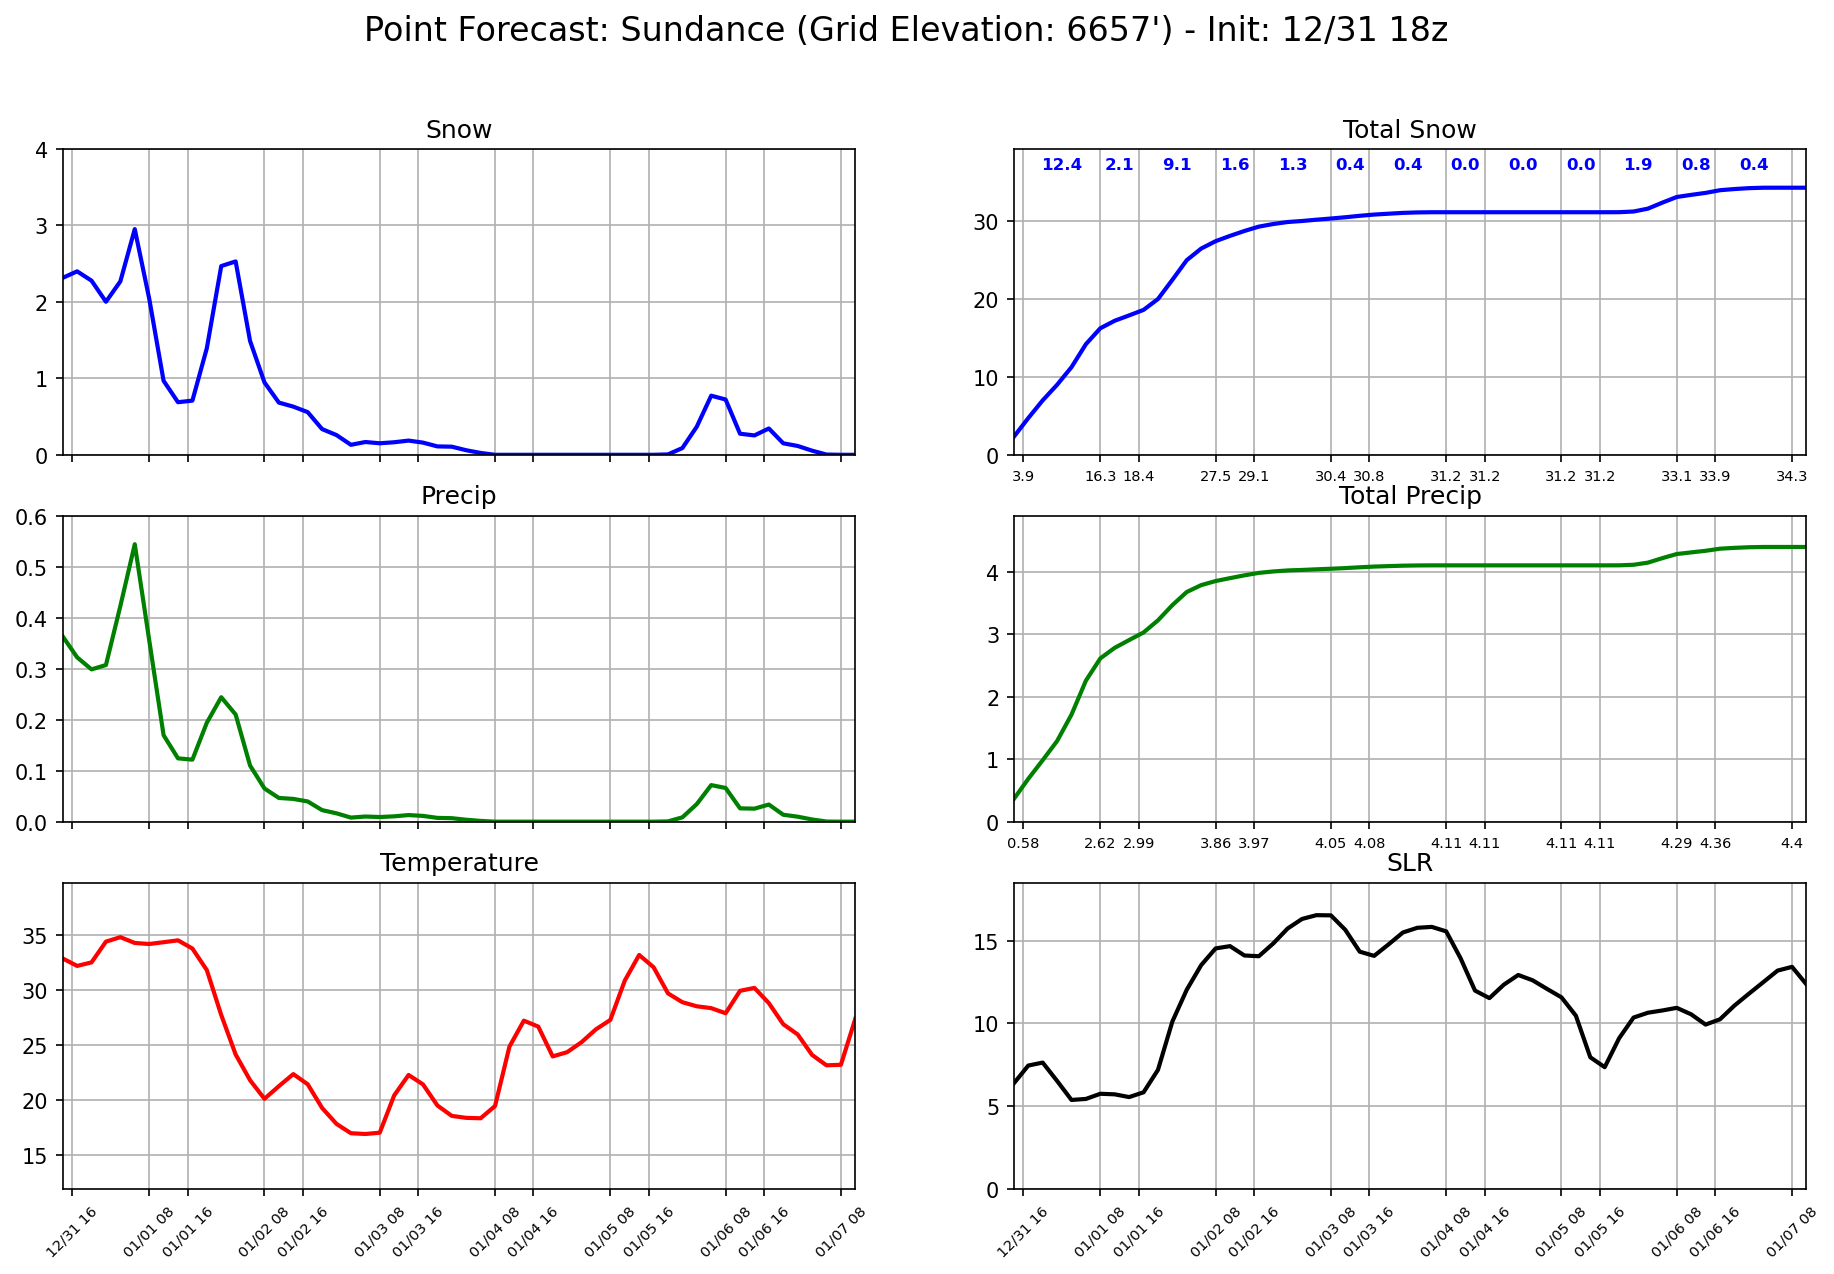 Point Forecast: Sundance (Grid Elevation: 6657') - Init: 12/31 18z
Snow
4
3
2
1
0
Total Snow
12.4 2.1 9.1 1.6 1.3 0.4 0.4 0.0 0.0 0.0 1.9 0.8 0.4
30
20
10
0
3.9 16.3 18.4 27.5 29.1 30.4 30.8 31.2 31.2 31.2 31.2 33.1 33.9 34.3
Precip
0.6
0.5
0.4
0.3
0.2
0.1
0.0
Total Precip
4
3
2
1
0
0.58 2.62 2.99 3.86 3.97 4.05 4.08 4.11 4.11 4.11 4.11 4.29 4.36 4.4
Temperature
35
30
25
20
15
12/31 16 01/01 08 01/01 16 01/02 08 01/02 16 01/03 08 01/03 16 01/04 08 01/04 16 01/05 08 01/05 16 01/06 08 01/06 16 01/07 08
SLR
15
10
5
0
12/31 16 01/01 08 01/01 16 01/02 08 01/02 16 01/03 08 01/03 16 01/04 08 01/04 16 01/05 08 01/05 16 01/06 08 01/06 16 01/07 08